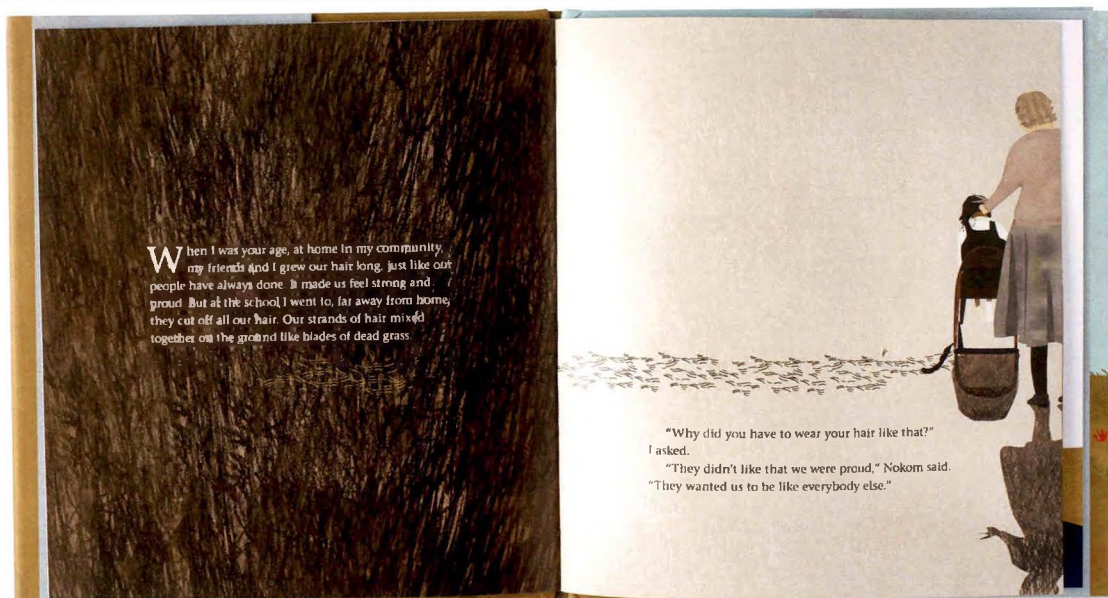 When I was your age, at home in my community,
my friends and I grew our hair long, just like our
people have always done. It made us feel strong and
proud. But at the school I went to, far away from home,
they cut off all our hair. Our strands of hair mixed
together on the ground like blades of dead grass.
"Why did you have to wear your hair like that?"
I asked.
"They didn't like that we were proud," Nokom said.
"They wanted us to be like everybody else."